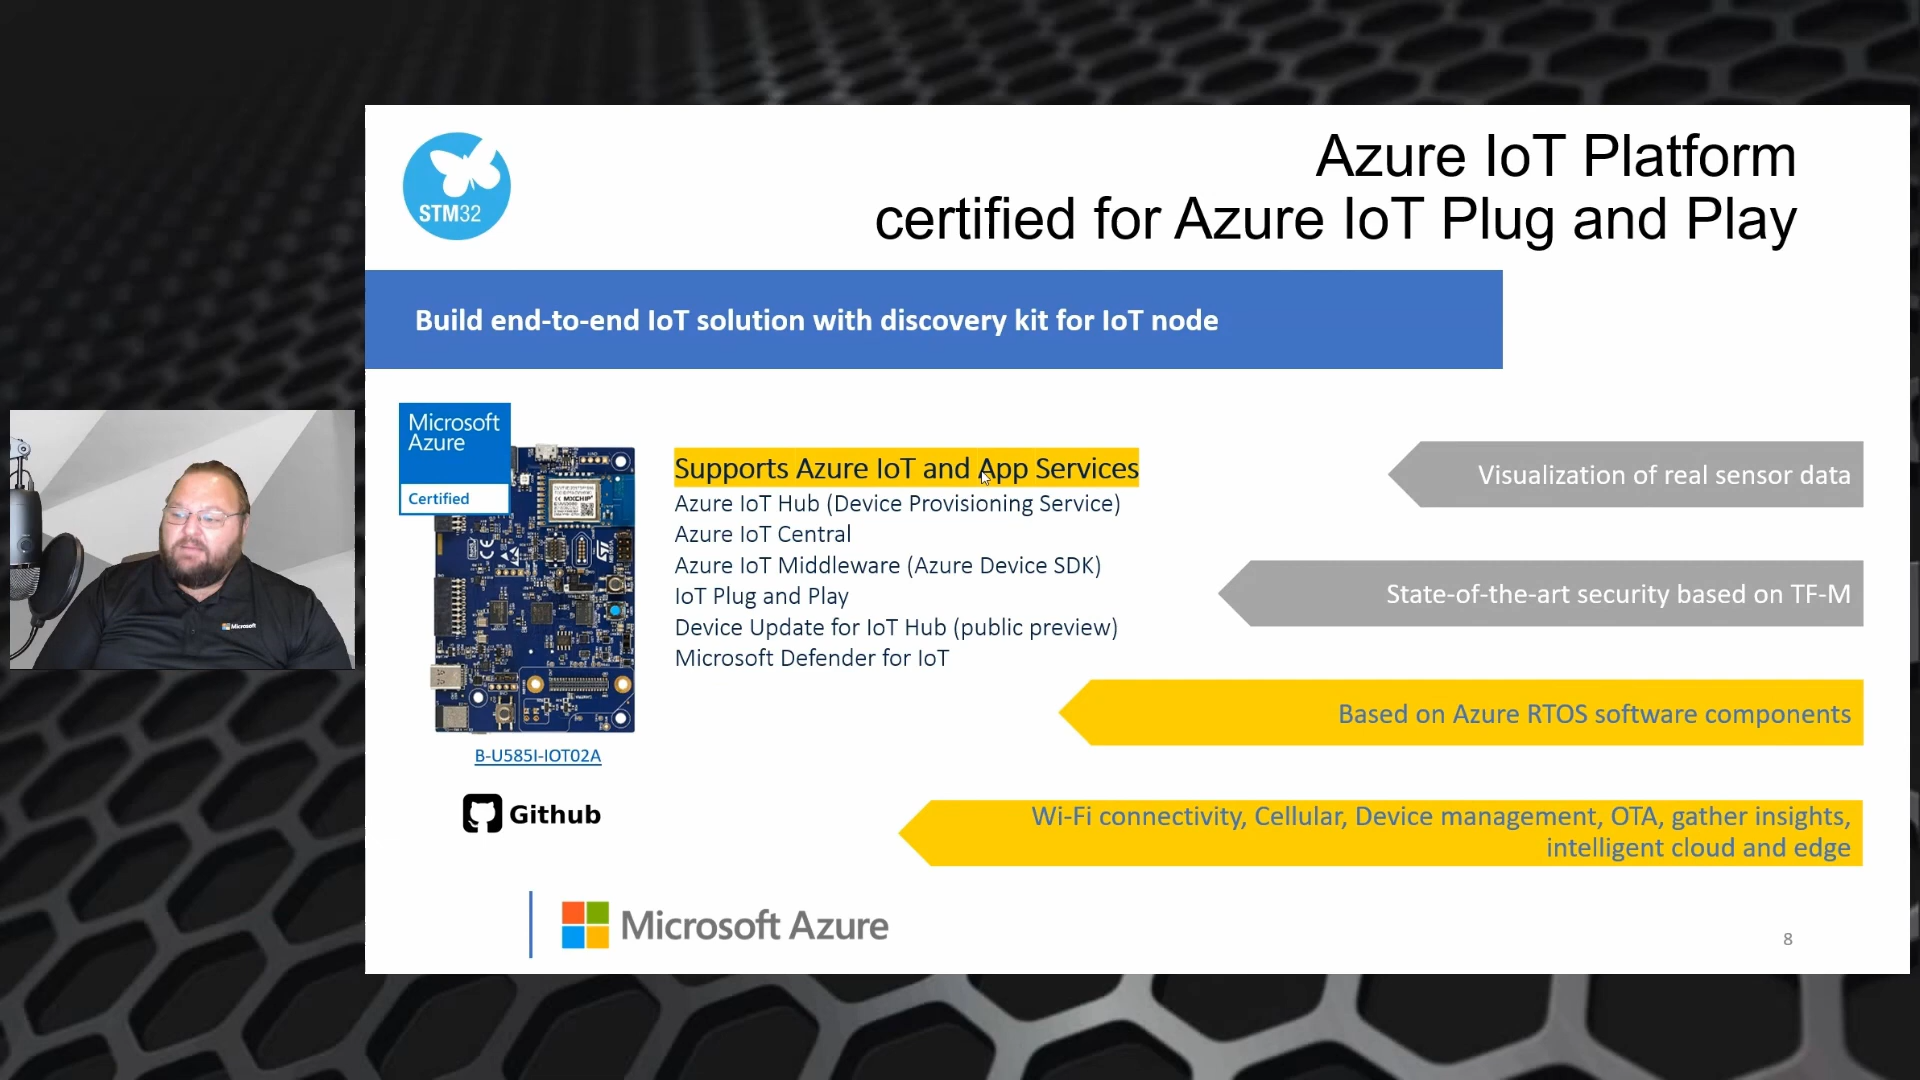 STM32
Azure IoT Platform
certified for Azure IoT Plug and Play
Build end-to-end IoT solution with discovery kit for IoT node
Microsoft
Azure
Certified
MXCHIP
Supports Azure IoT and App Services
Azure IoT Hub (Device Provisioning Service)
Azure IoT Central
Azure IoT Middleware (Azure Device SDK)
IoT Plug and Play
Device Update for IoT Hub (public preview)
Microsoft Defender for IoT
Visualization of real sensor data
State-of-the-art security based on TF-M
Based on Azure RTOS software components
Wi-Fi connectivity, Cellular, Device management, OTA, gather insights,
intelligent cloud and edge
B-U585I-IOT02A
Github
Microsoft
Microsoft Azure
8